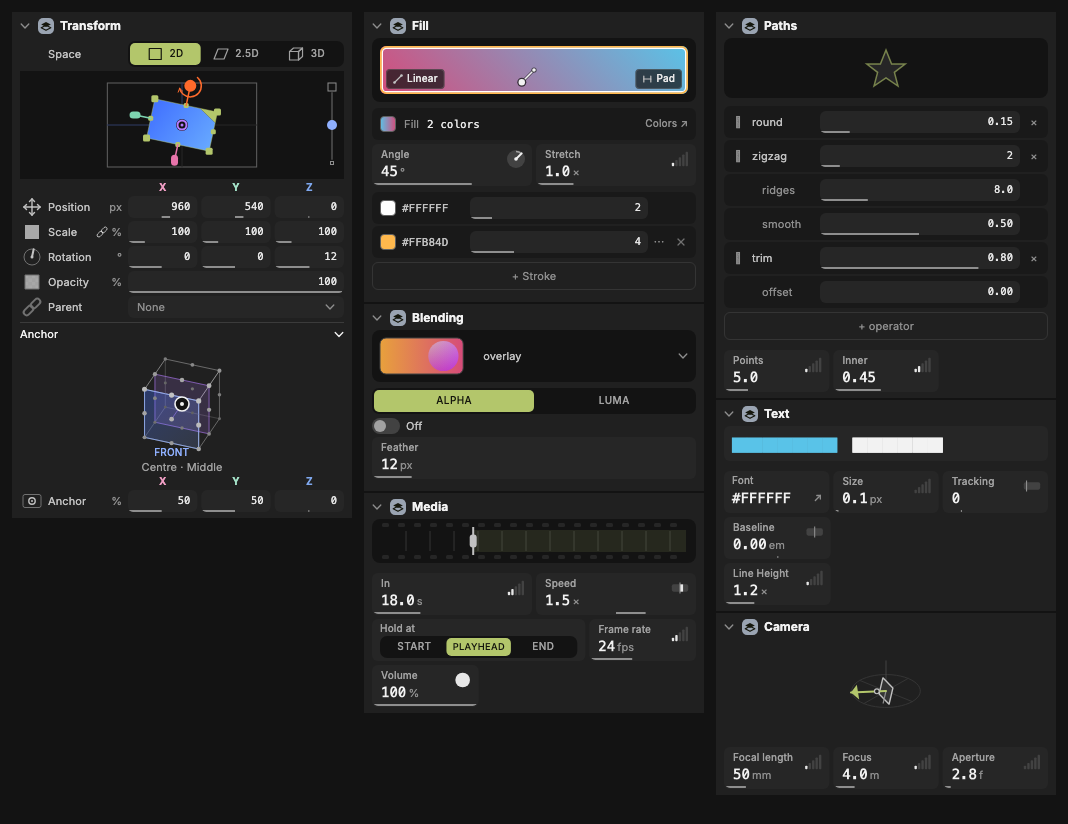 Transform
Space 2D 2.5D 3D
X Y Z
Position px 960 540 0
Scale % 100 100 100
Rotation ° 0 0 12
Opacity % 100
Parent None
Anchor
FRONT
Centre · Middle
X Y Z
Anchor % 50 50 0
Fill
Linear Pad
Fill 2 colors Colors ↗
Angle Stretch
45° 1.0×
#FFFFFF 2
#FFB84D 4 ··· ×
+ Stroke
Blending
overlay
ALPHA LUMA
Off
Feather
12px
Media
In Speed
18.0s 1.5×
Hold at Frame rate
START PLAYHEAD END 24fps
Volume
100%
Paths
round 0.15 ×
zigzag 2 ×
ridges 8.0
smooth 0.50
trim 0.80 ×
offset 0.00
+ operator
Points Inner
5.0 0.45
Text
Font Size Tracking
#FFFFFF ↗ 0.1px 0
Baseline
0.00em
Line Height
1.2×
Camera
Focal length Focus Aperture
50mm 4.0m 2.8f